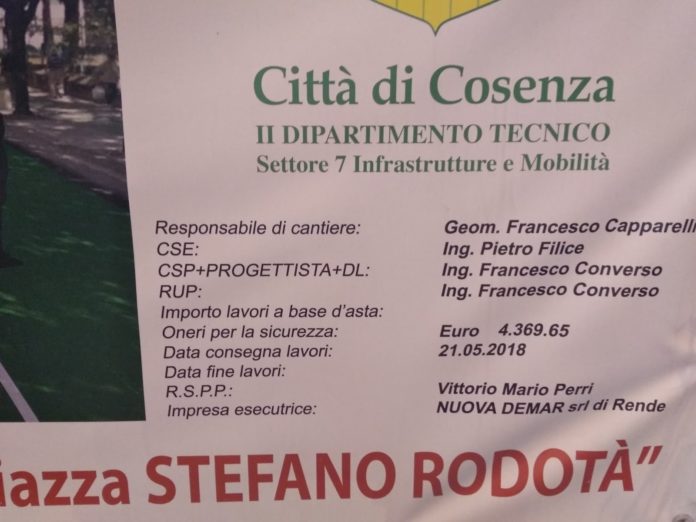 Città di Cosenza
II DIPARTIMENTO TECNICO
Settore 7 Infrastrutture e Mobilità
Responsabile di cantiere: Geom. Francesco Capparelli
CSE: Ing. Pietro Filice
CSP+PROGETTISTA+DL: Ing. Francesco Converso
RUP: Ing. Francesco Converso
Importo lavori a base d'asta:
Oneri per la sicurezza: Euro 4.369.65
Data consegna lavori: 21.05.2018
Data fine lavori:
R.S.P.P.: Vittorio Mario Perri
Impresa esecutrice: NUOVA DEMAR srl di Rende
iazza STEFANO RODOTÀ"